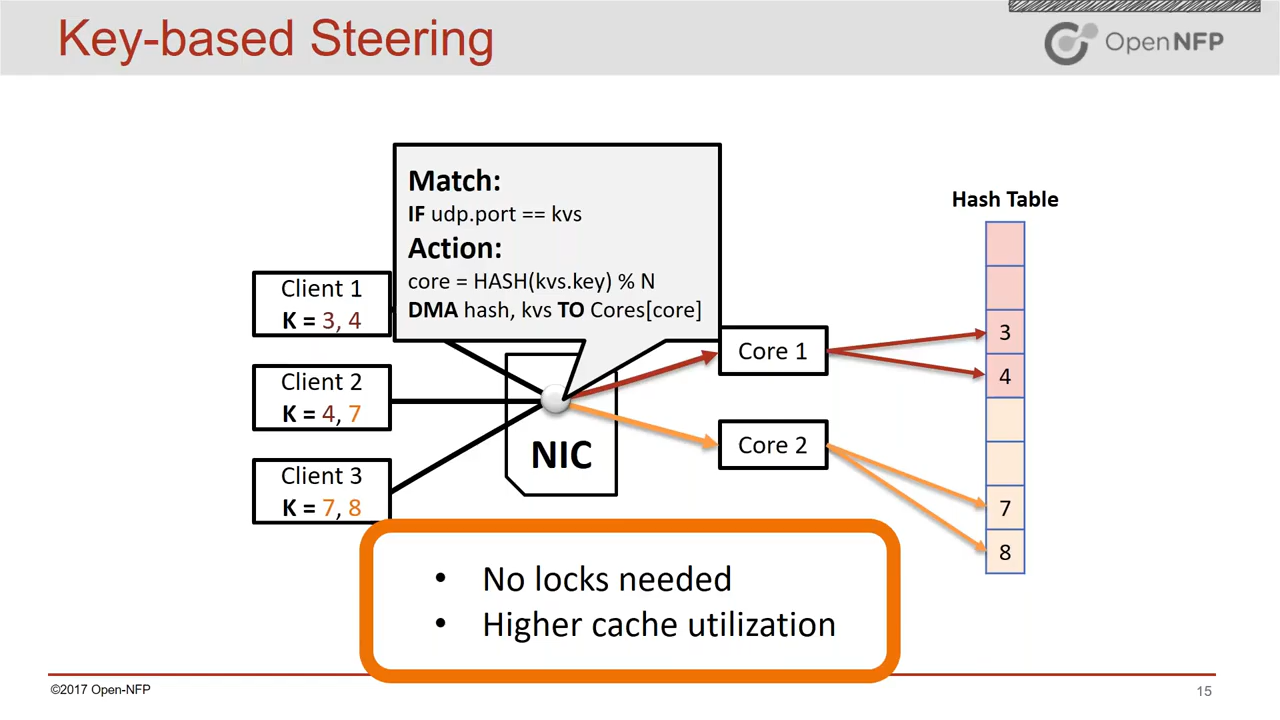 Key-based Steering
OpenNFP
Match:
IF udp.port == kvs
Action:
core = HASH(kvs.key) % N
DMA hash, kvs TO Cores[core]
Client 1
K = 3, 4
Client 2
K = 4, 7
Client 3
K = 7, 8
NIC
Core 1
Core 2
Hash Table
3
4
7
8
• No locks needed
• Higher cache utilization
©2017 Open-NFP
15